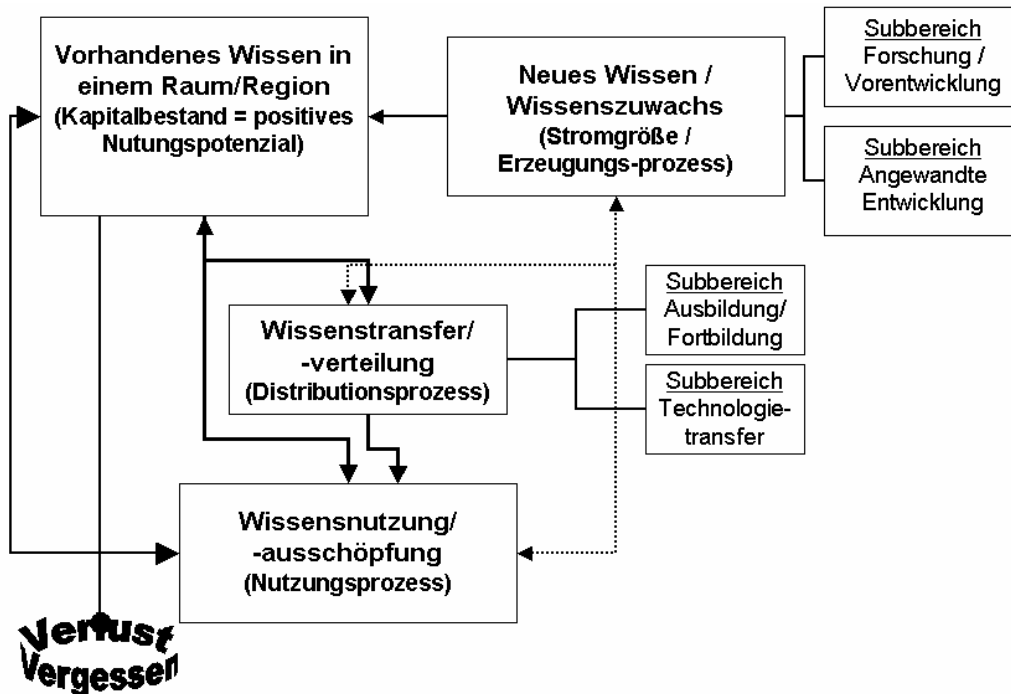 Vorhandenes Wissen in
einem Raum/Region
(Kapitalbestand = positives
Nutungspotenzial)
Neues Wissen /
Wissenszuwachs
(Stromgröße /
Erzeugungs-prozess)
Subbereich
Forschung /
Vorentwicklung
Subbereich
Angewandte
Entwicklung
Wissenstransfer/
-verteilung
(Distributionsprozess)
Subbereich
Ausbildung/
Fortbildung
Subbereich
Technologie-
transfer
Wissensnutzung/
-ausschöpfung
(Nutzungsprozess)
Verlust
Vergessen